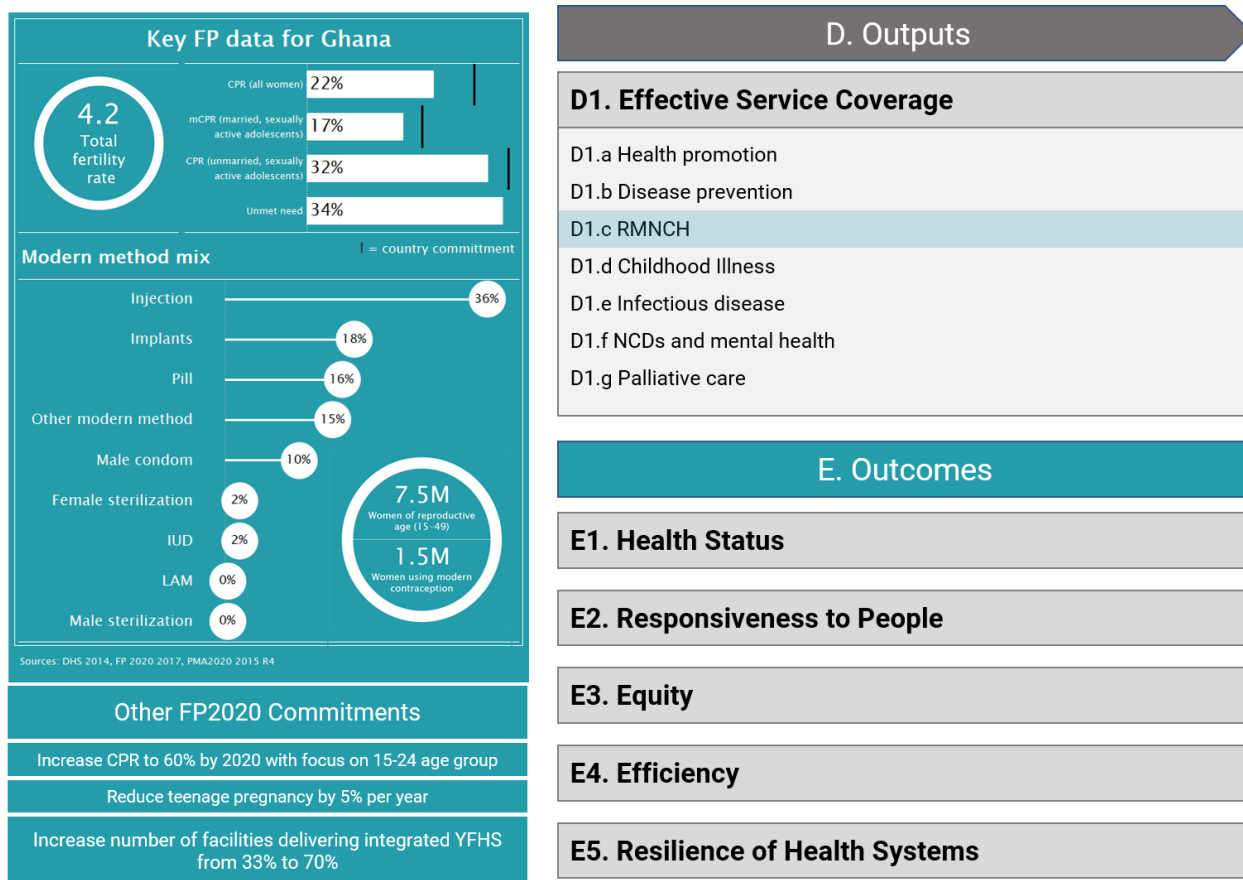 Key FP data for Ghana
4.2
Total
fertility
rate
CPR (all women) 22%
mCPR (married, sexually
active adolescents) 17%
CPR (unmarried, sexually
active adolescents) 32%
Unmet need 34%
| = country committment
Modern method mix
Injection 36%
Implants 18%
Pill 16%
Other modern method 15%
Male condom 10%
Female sterilization 2%
IUD 2%
LAM 0%
Male sterilization 0%
7.5M
Women of reproductive
age (15-49)
1.5M
Women using modern
contraception
Sources: DHS 2014, FP 2020 2017, PMA2020 2015 R4
Other FP2020 Commitments
Increase CPR to 60% by 2020 with focus on 15-24 age group
Reduce teenage pregnancy by 5% per year
Increase number of facilities delivering integrated YFHS
from 33% to 70%
D. Outputs
D1. Effective Service Coverage
D1.a Health promotion
D1.b Disease prevention
D1.c RMNCH
D1.d Childhood Illness
D1.e Infectious disease
D1.f NCDs and mental health
D1.g Palliative care
E. Outcomes
E1. Health Status
E2. Responsiveness to People
E3. Equity
E4. Efficiency
E5. Resilience of Health Systems